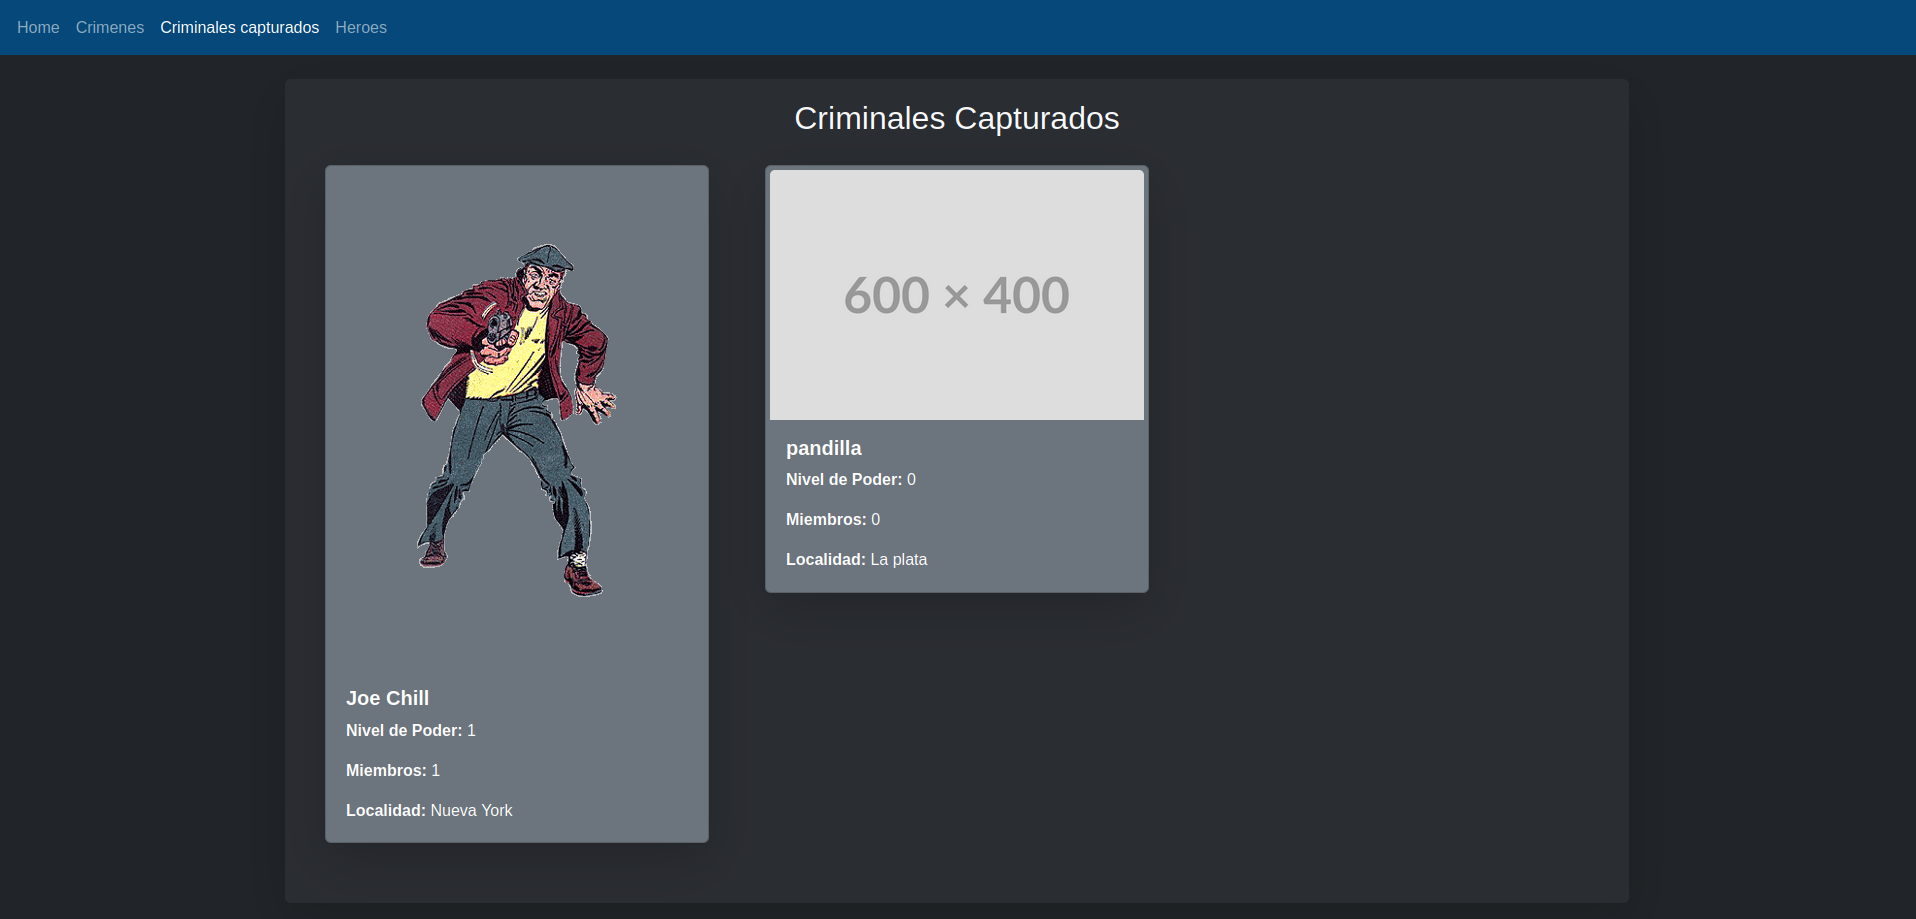 Home Crimenes Criminales capturados Heroes
Criminales Capturados
Joe Chill
Nivel de Poder: 1
Miembros: 1
Localidad: Nueva York
600 × 400
pandilla
Nivel de Poder: 0
Miembros: 0
Localidad: La plata